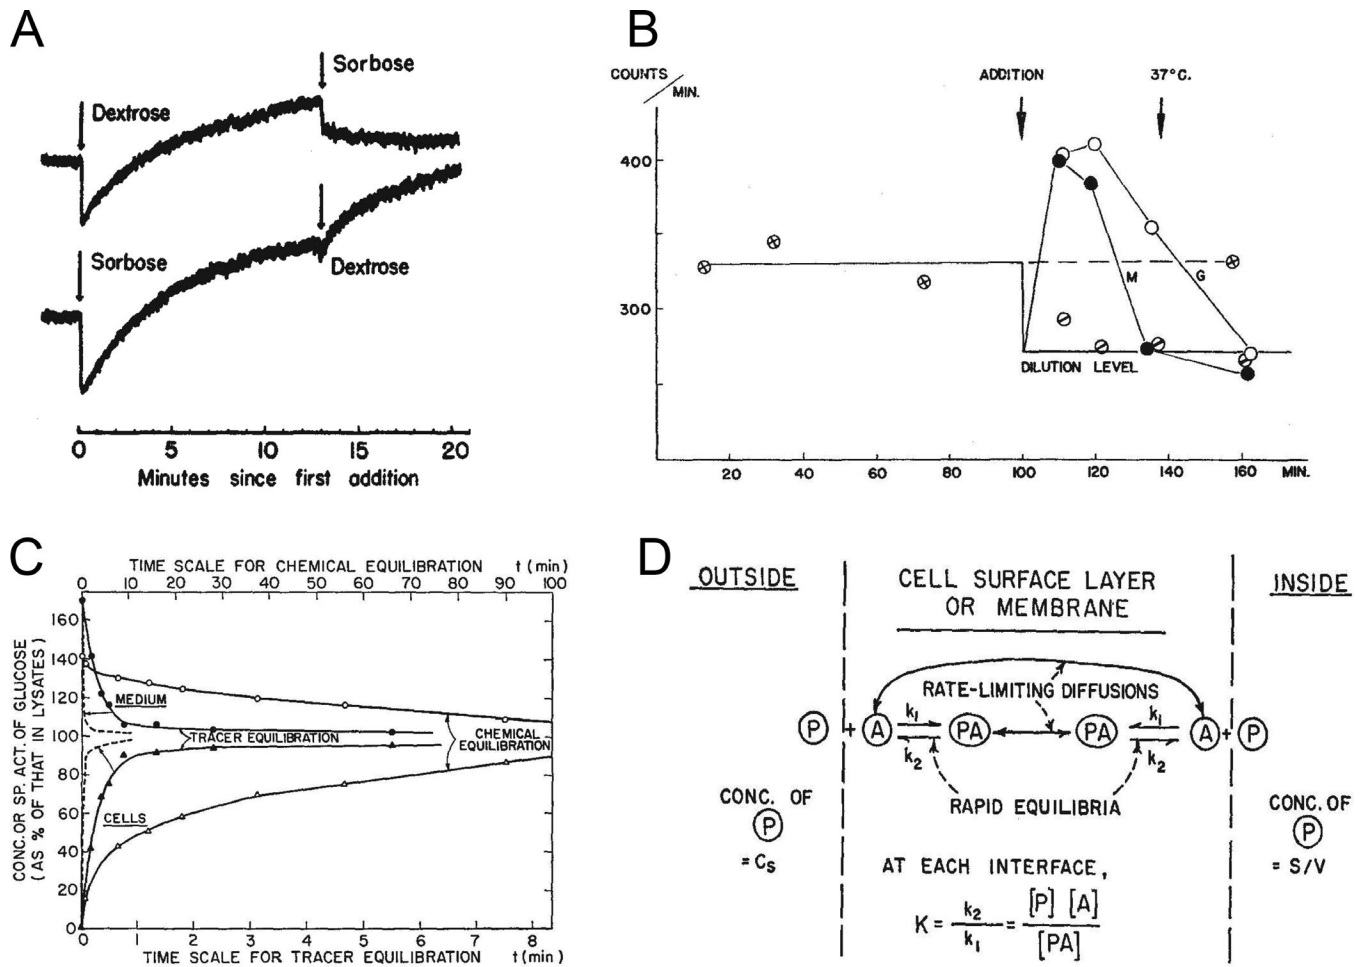 A
Sorbose
Dextrose
Sorbose
Dextrose
0 5 10 15 20
Minutes since first addition
B
COUNTS/MIN.
ADDITION
37°C.
400
300
M
G
DILUTION LEVEL
20 40 60 80 100 120 140 160 MIN.
C
TIME SCALE FOR CHEMICAL EQUILIBRATION t (min)
0 10 20 30 40 50 60 70 80 90 100
CONC. OR SP. ACT. OF GLUCOSE
(AS % OF THAT IN LYSATES)
160
140
120
100
80
60
40
20
0
MEDIUM
TRACER EQUILIBRATION
CHEMICAL
EQUILIBRATION
CELLS
0 1 2 3 4 5 6 7 8
TIME SCALE FOR TRACER EQUILIBRATION t (min)
D
OUTSIDE
CELL SURFACE LAYER
OR MEMBRANE
INSIDE
RATE-LIMITING DIFFUSIONS
P + A k₁ k₂ PA PA k₁ k₂ A + P
RAPID EQUILIBRIA
CONC. OF
P
= Cs
CONC. OF
P
= S/V
AT EACH INTERFACE,
K = k₂/k₁ = [P] [A]/[PA]